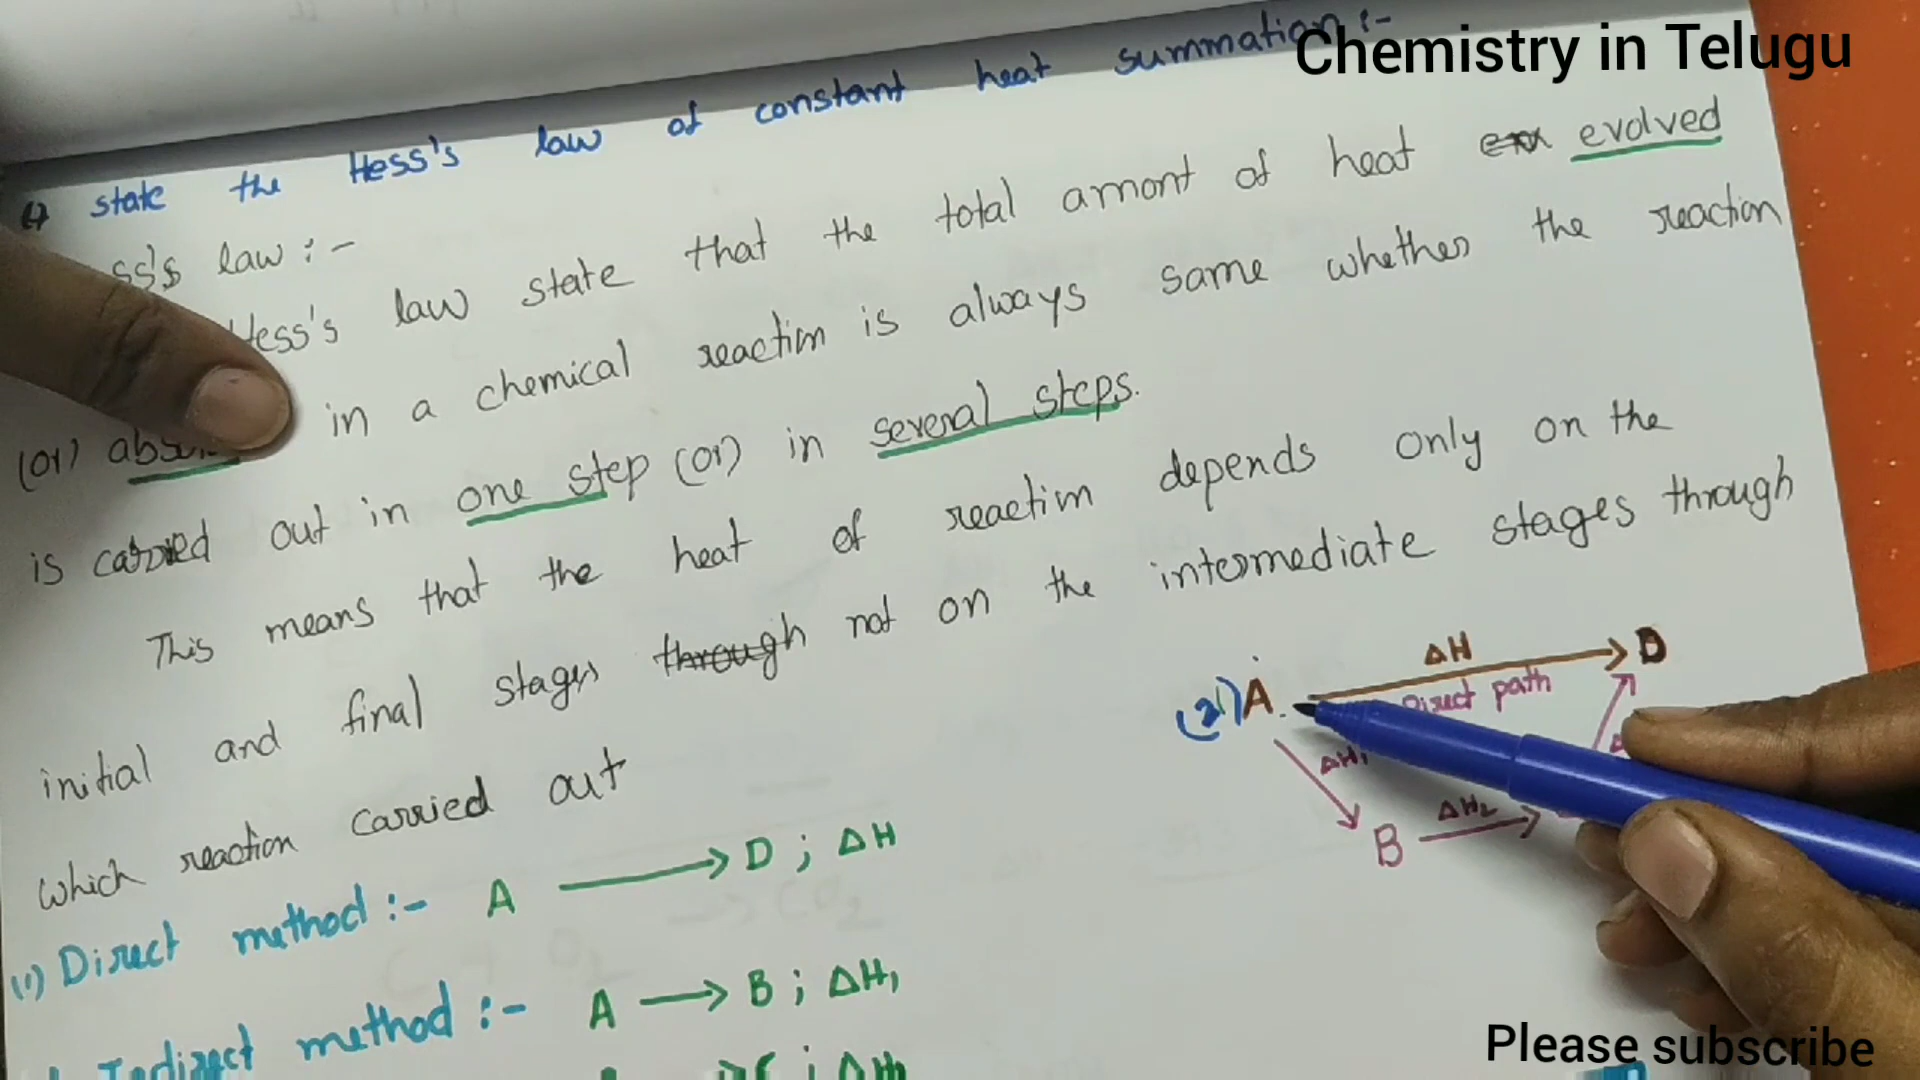 Chemistry in Telugu
state the Hess's law of constant heat summation :-
law :-
Hess's law state that the total amont of heat evolved
(or) in a chemical reaction is always same whether the reaction
is carried out in one step (or) in several steps.
This means that the heat of reaction depends only on the
initial and final stages through not on the intermediate stages through
which reaction carried out
ΔH
A D
Direct path
ΔH1
B ΔH2
(1) Direct method :- A → D ; ΔH
Indirect method :- A → B ; ΔH1
Please subscribe